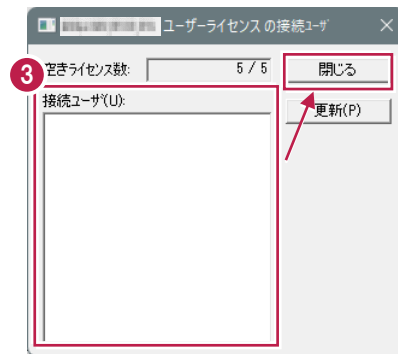 ユーザーライセンスの接続ユーザ
3
空きライセンス数: 5 / 5
閉じる
接続ユーザ(U):
更新(P)